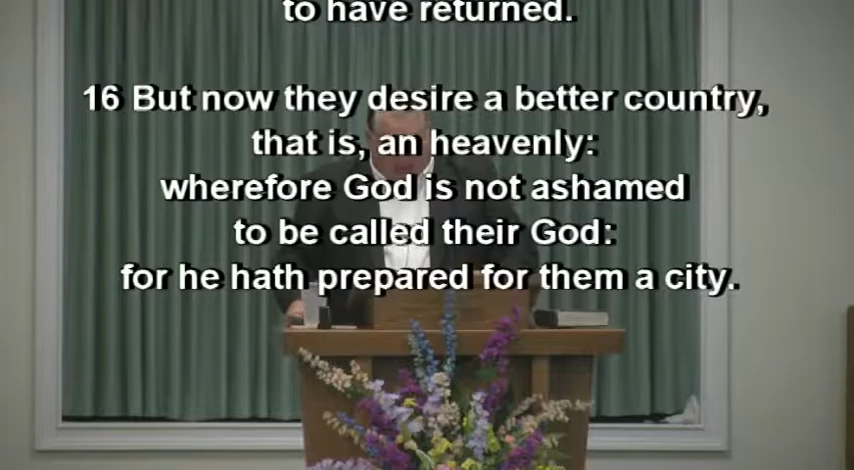 to have returned.
16 But now they desire a better country,
that is, an heavenly:
wherefore God is not ashamed
to be called their God:
for he hath prepared for them a city.